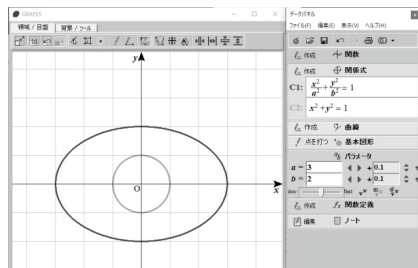 GRAPES
領域 / 目盛
背景 / ツール
y
O
x
データパネル
ファイル(F) 編集(E) 表示(V) ヘルプ(H)
作成 関数
作成 関係式
C1: x²/a² + y²/b² = 1
C2: x² + y² = 1
作成 曲線
点を打つ 基本図形
パラメータ
a = 3 + 0.1
b = 2 + 0.1
fast
作成 関数定義
編集 ノート